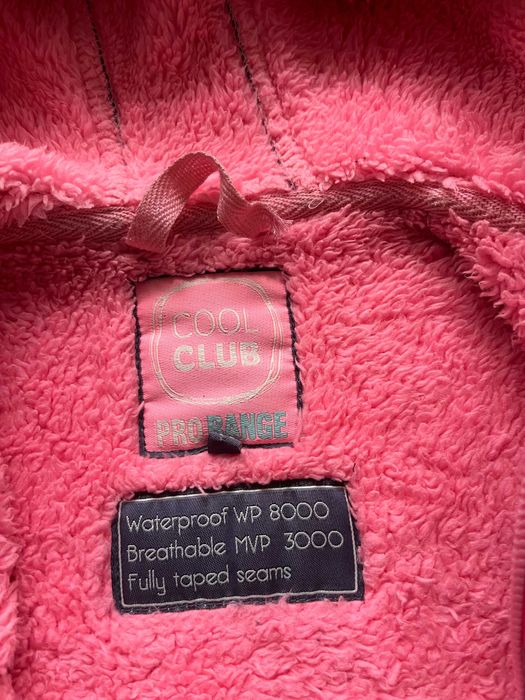 COOL
CLUB
PRO RANGE
Waterproof WP 8000
Breathable MVP 3000
Fully taped seams